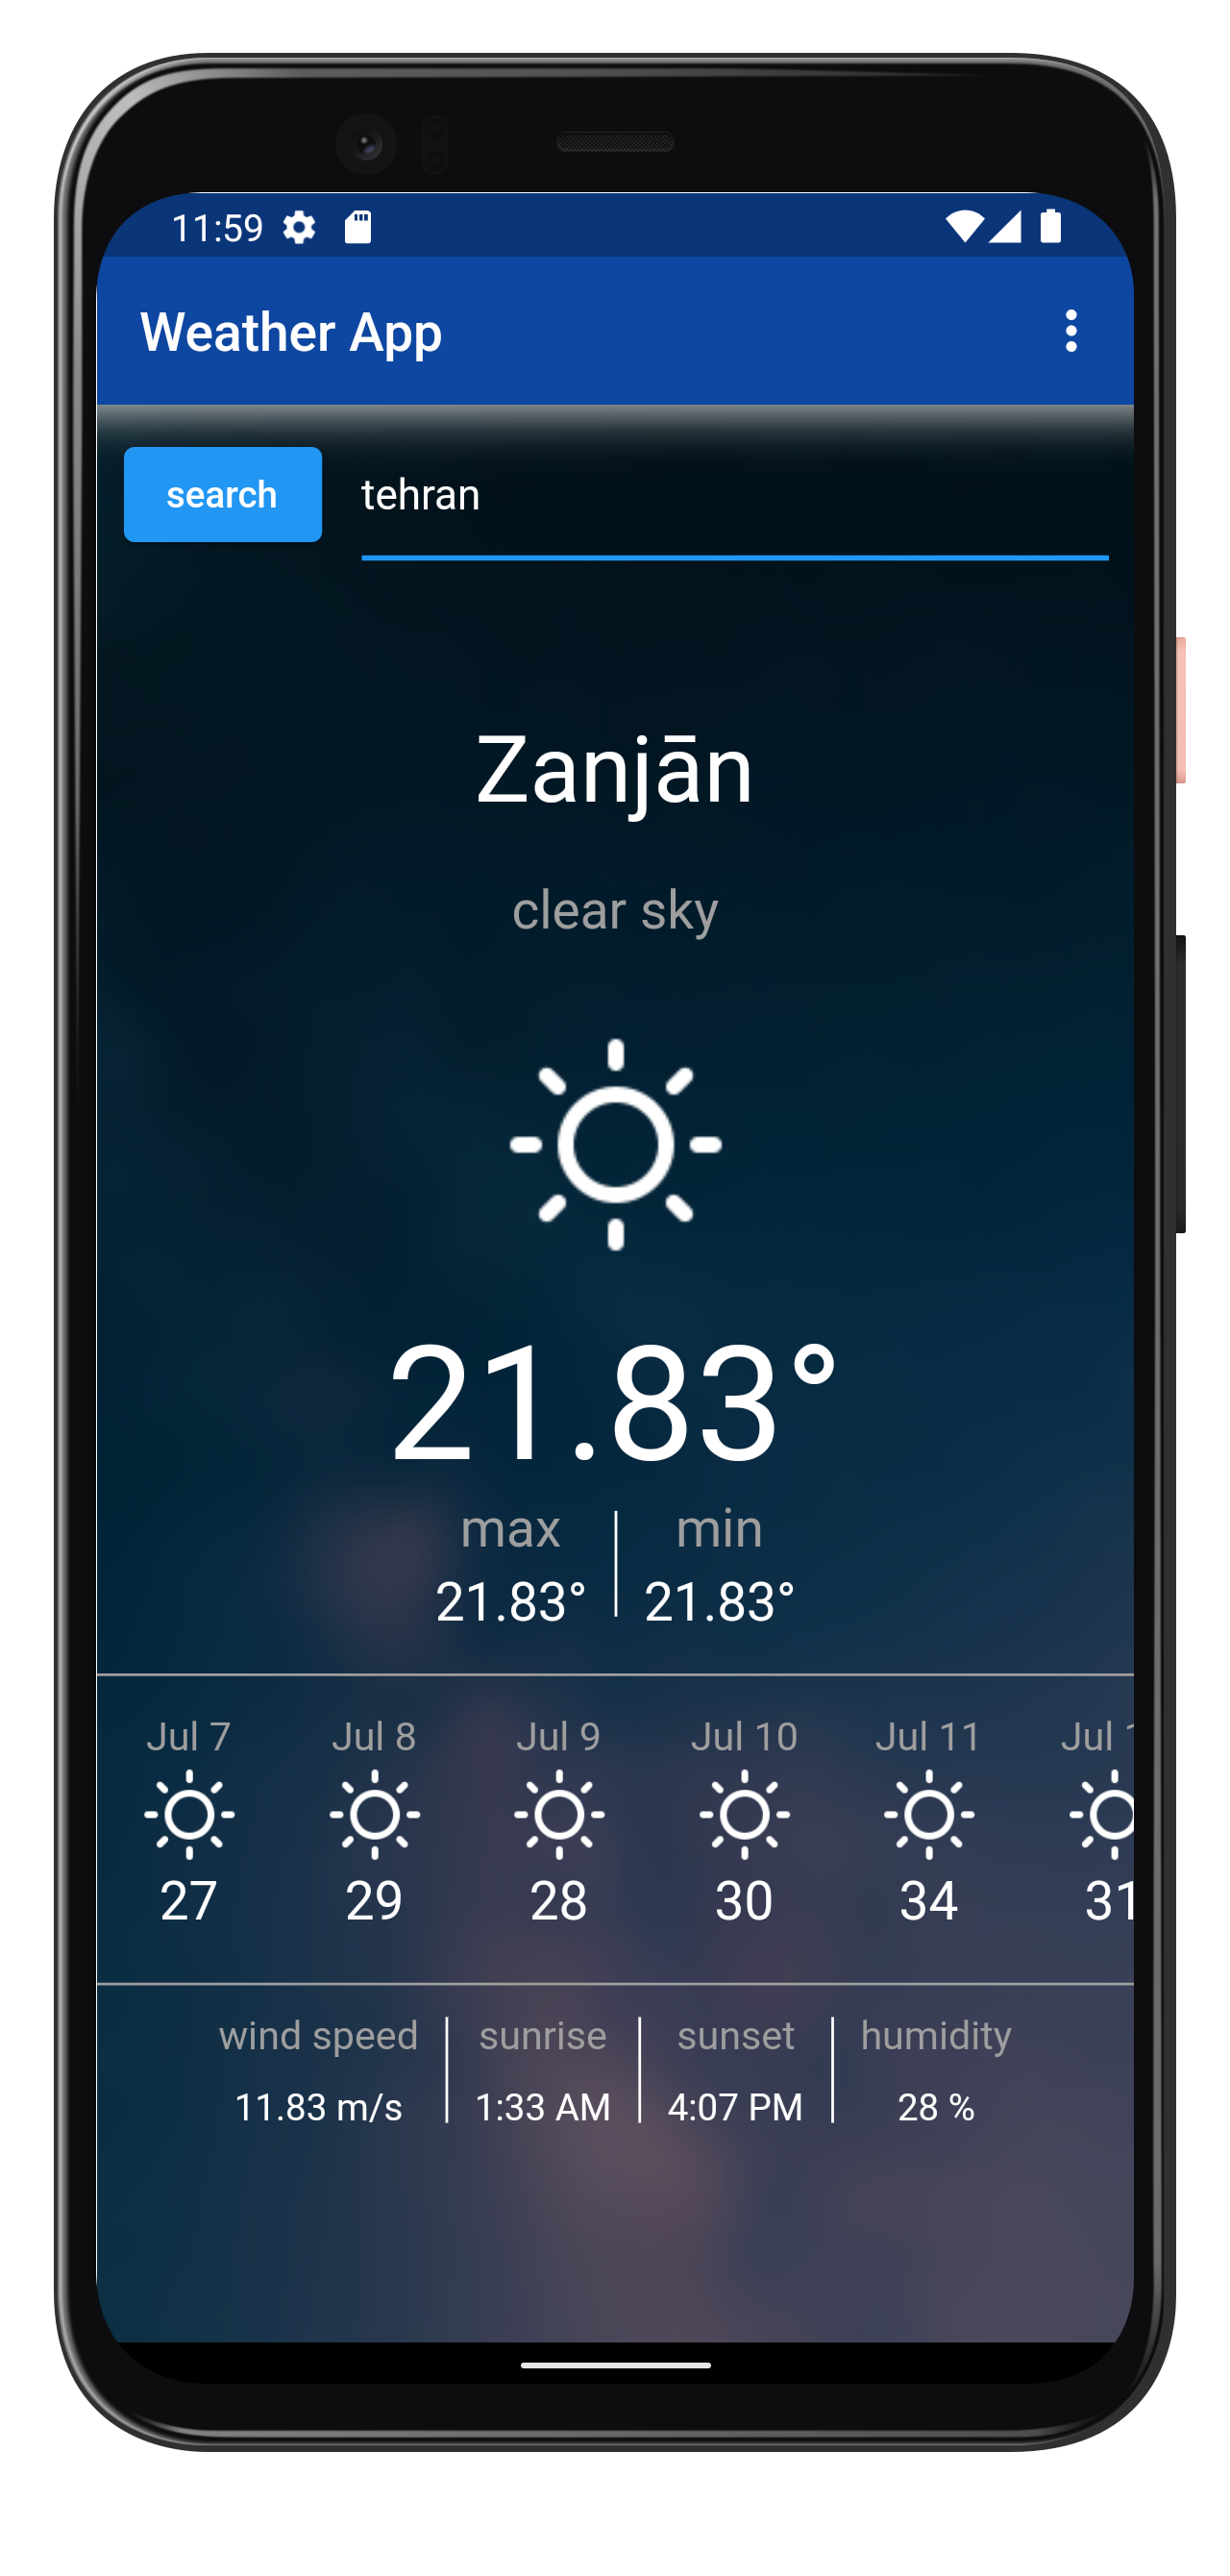 11:59
Weather App
search tehran
Zanjān
clear sky
21.83°
max min
21.83° 21.83°
Jul 7 Jul 8 Jul 9 Jul 10 Jul 11 Jul 1
27 29 28 30 34 31
wind speed sunrise sunset humidity
11.83 m/s 1:33 AM 4:07 PM 28 %